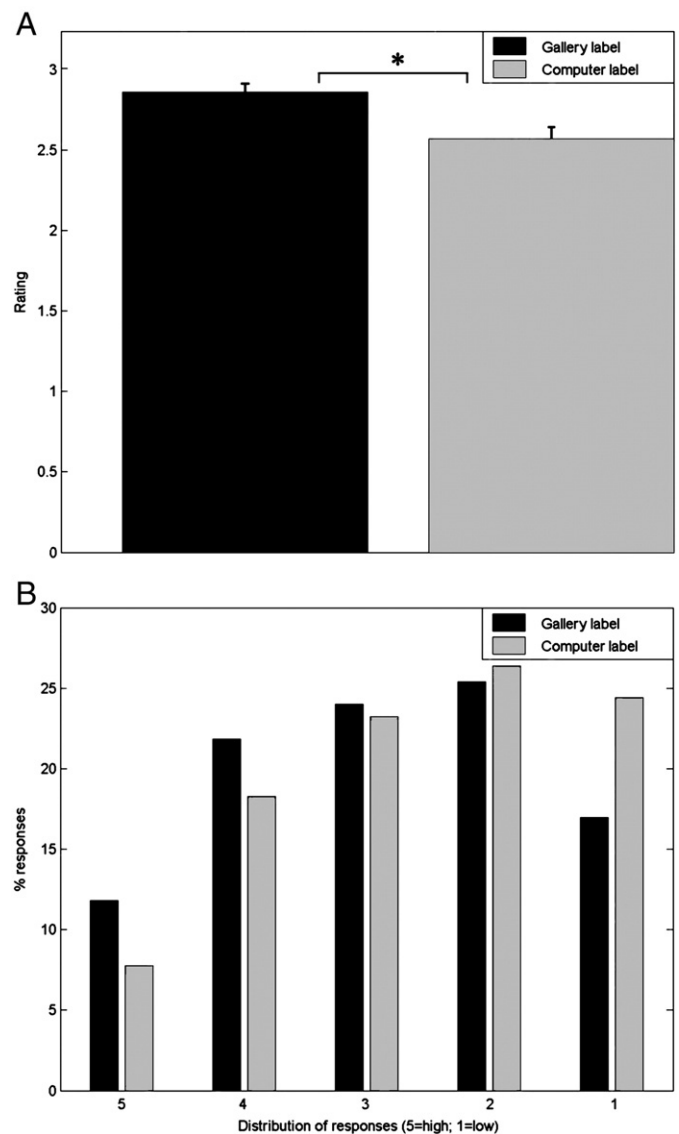 A
Gallery label
Computer label
*
3
2.5
2
1.5
1
0.5
0
Rating
B
Gallery label
Computer label
30
25
20
15
10
5
0
% responses
5 4 3 2 1
Distribution of responses (5=high; 1=low)